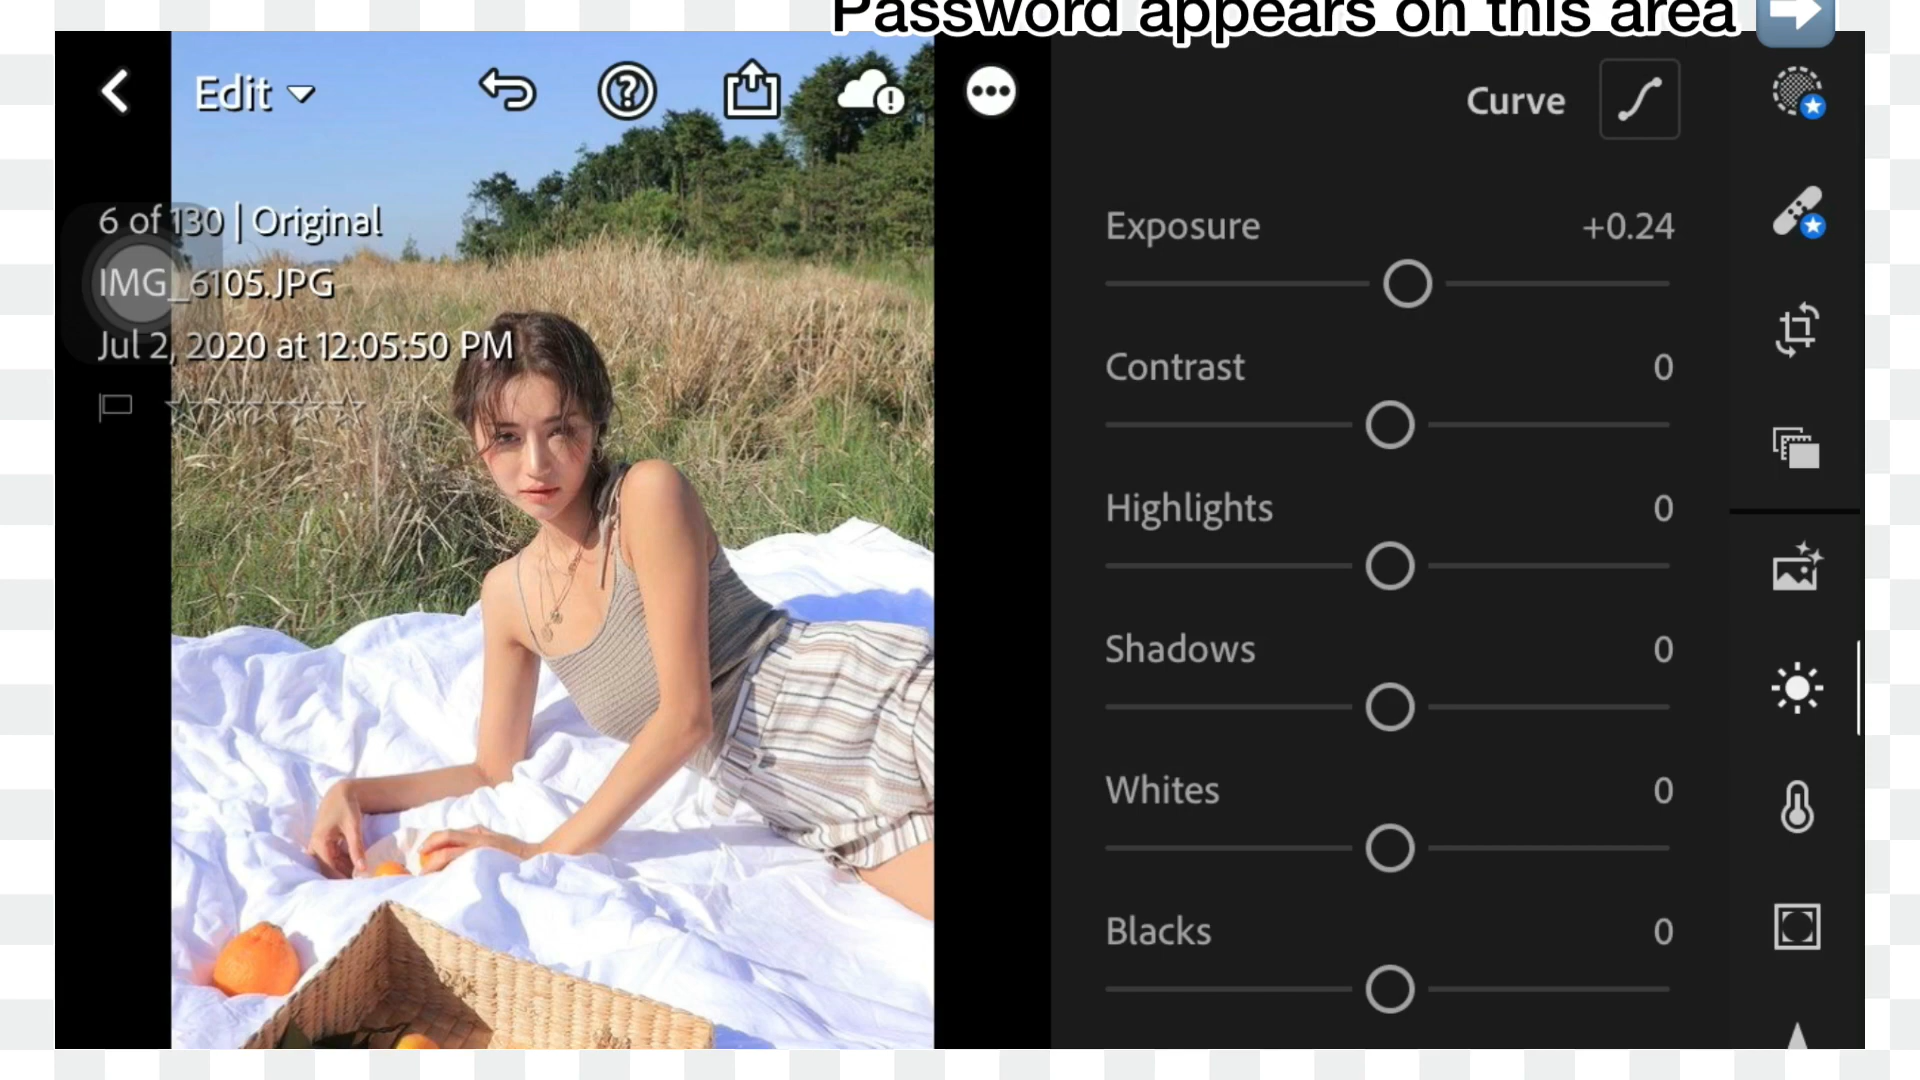 Password appears on this area
Edit
Curve
6 of 130 | Original
IMG_6105.JPG
Jul 2, 2020 at 12:05:50 PM
Exposure +0.24
Contrast 0
Highlights 0
Shadows 0
Whites 0
Blacks 0